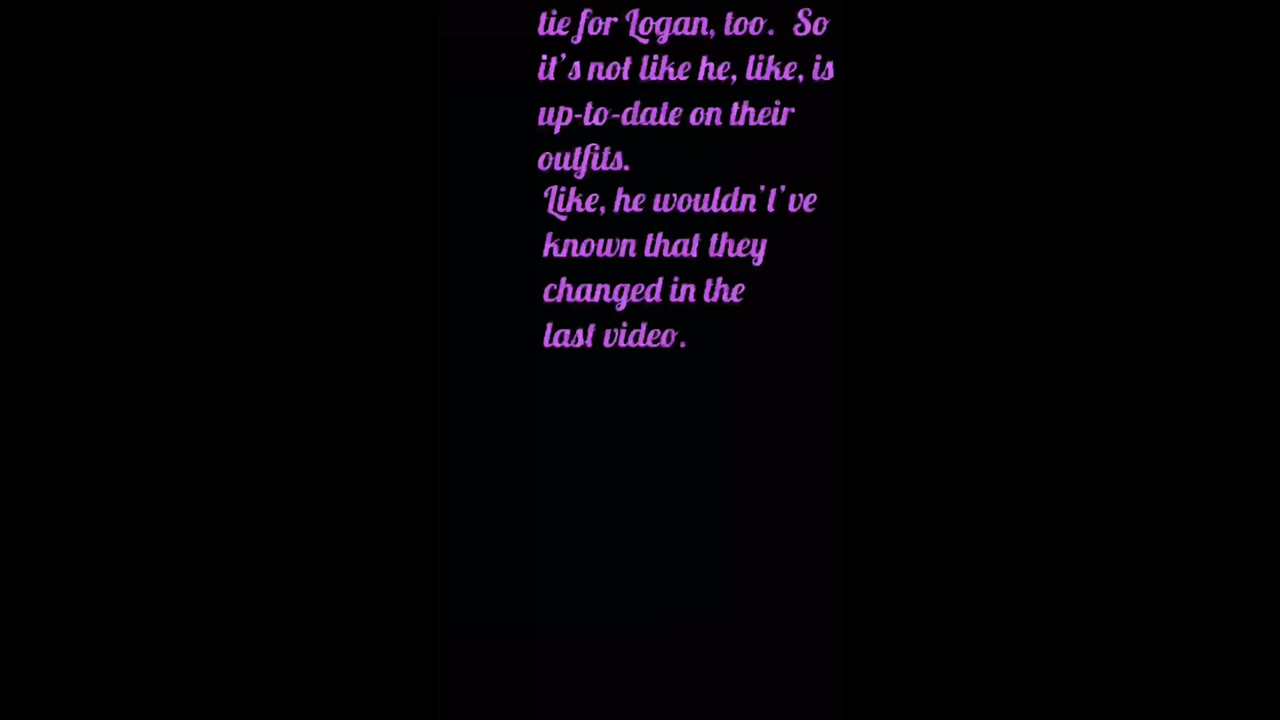 tie for Logan, too. So
it's not like he, like, is
up-to-date on their
outfits.
Like, he wouldn't've
known that they
changed in the
last video.